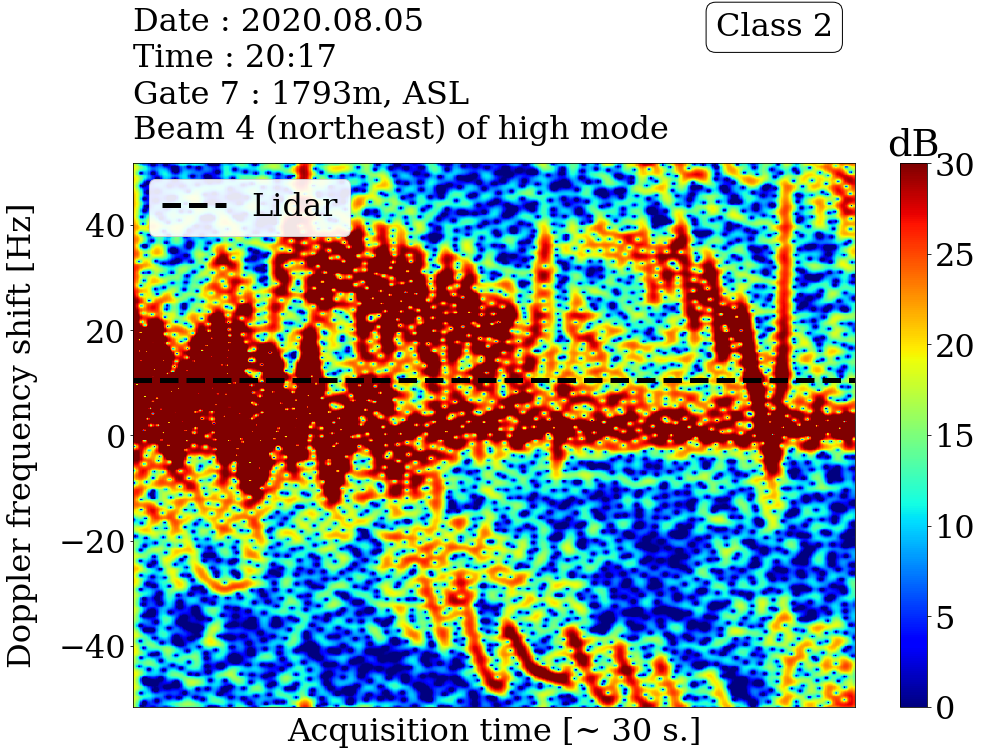 Date : 2020.08.05
Time : 20:17
Gate 7 : 1793m, ASL
Beam 4 (northeast) of high mode
Class 2
dB
Lidar
Doppler frequency shift [Hz]
40
20
0
−20
−40
Acquisition time [~ 30 s.]
30
25
20
15
10
5
0